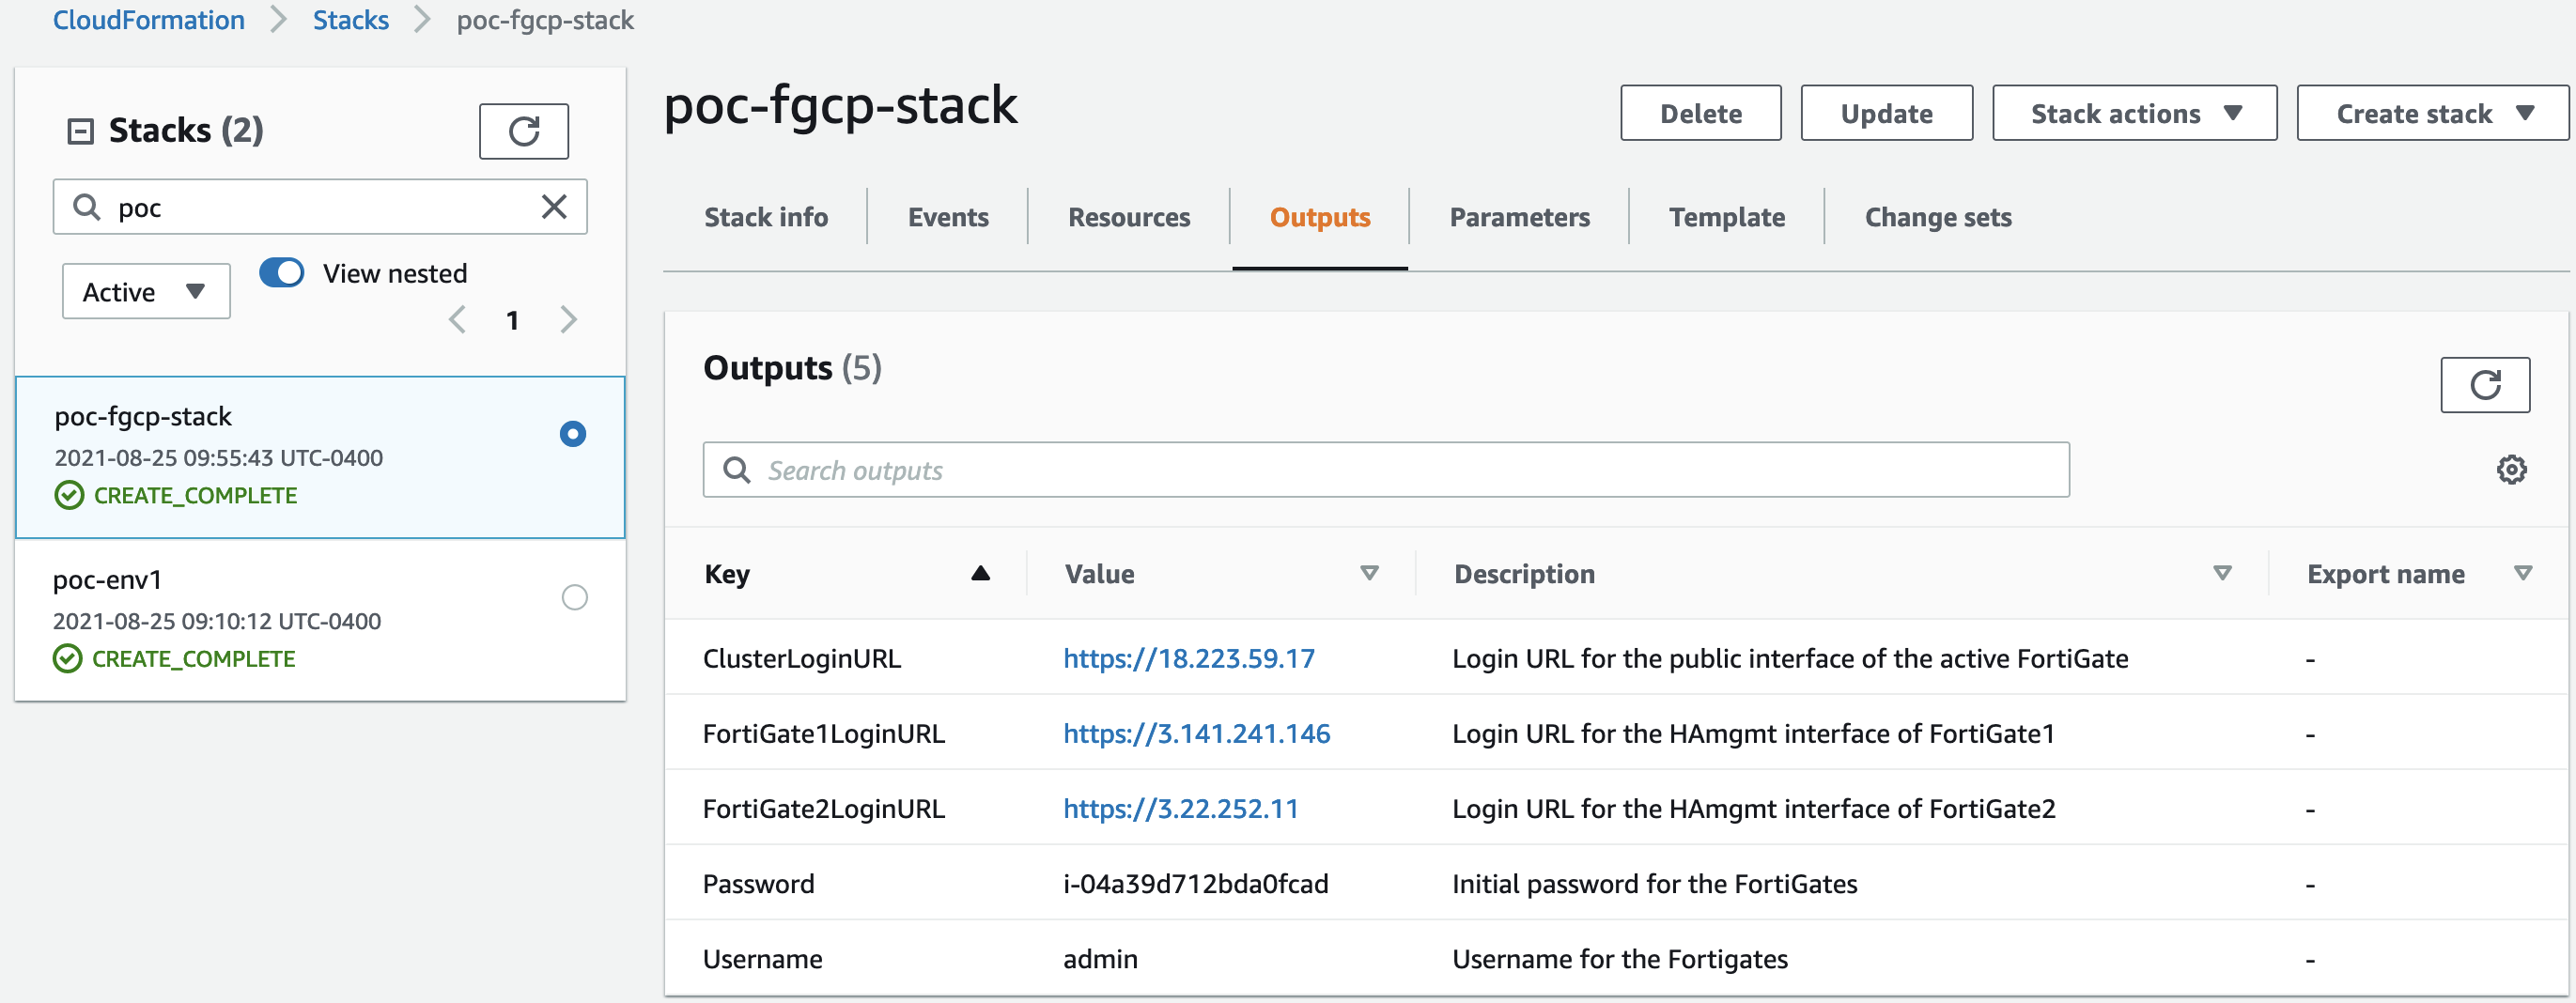 CloudFormation > Stacks > poc-fgcp-stack
Stacks (2)
poc
Active
View nested
1
poc-fgcp-stack
2021-08-25 09:55:43 UTC-0400
CREATE_COMPLETE
poc-env1
2021-08-25 09:10:12 UTC-0400
CREATE_COMPLETE
poc-fgcp-stack
Delete Update Stack actions Create stack
Stack info Events Resources Outputs Parameters Template Change sets
Outputs (5)
Search outputs
Key Value Description Export name
ClusterLoginURL https://18.223.59.17 Login URL for the public interface of the active FortiGate -
FortiGate1LoginURL https://3.141.241.146 Login URL for the HAmgmt interface of FortiGate1 -
FortiGate2LoginURL https://3.22.252.11 Login URL for the HAmgmt interface of FortiGate2 -
Password i-04a39d712bda0fcad Initial password for the FortiGates -
Username admin Username for the Fortigates -